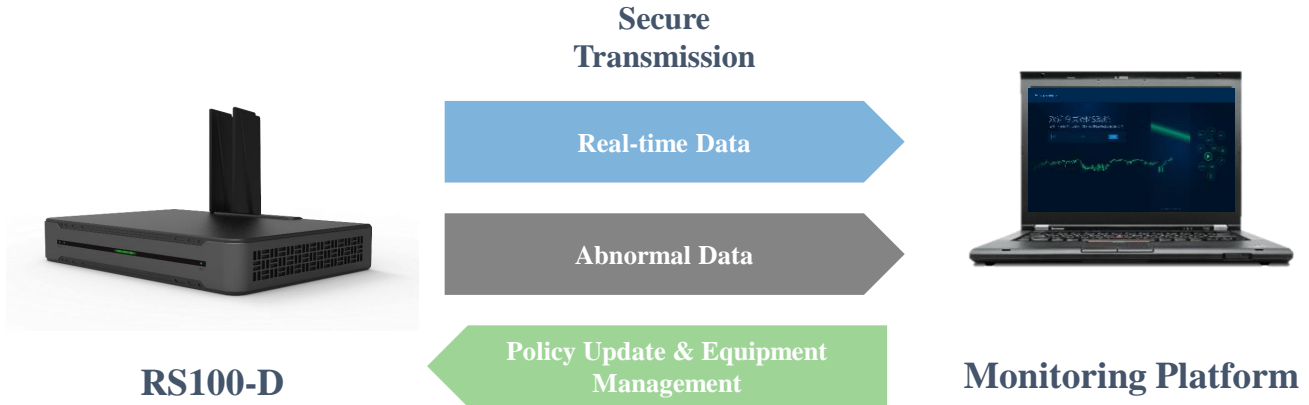 Secure
Transmission
Real-time Data
Abnormal Data
Policy Update & Equipment
Management
RS100-D
Monitoring Platform